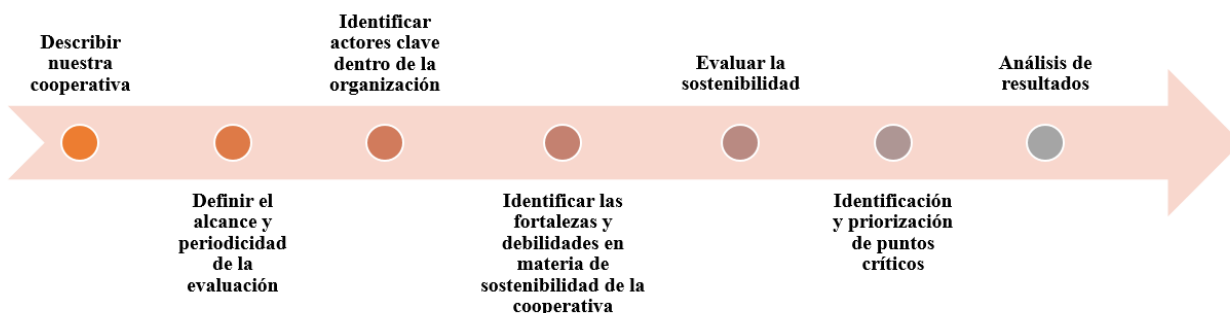 Describir
nuestra
cooperativa
Definir el
alcance y
periodicidad
de la
evaluación
Identificar
actores clave
dentro de la
organización
Identificar las
fortalezas y
debilidades en
materia de
sostenibilidad de la
cooperativa
Evaluar la
sostenibilidad
Identificación
y priorización
de puntos
críticos
Análisis de
resultados